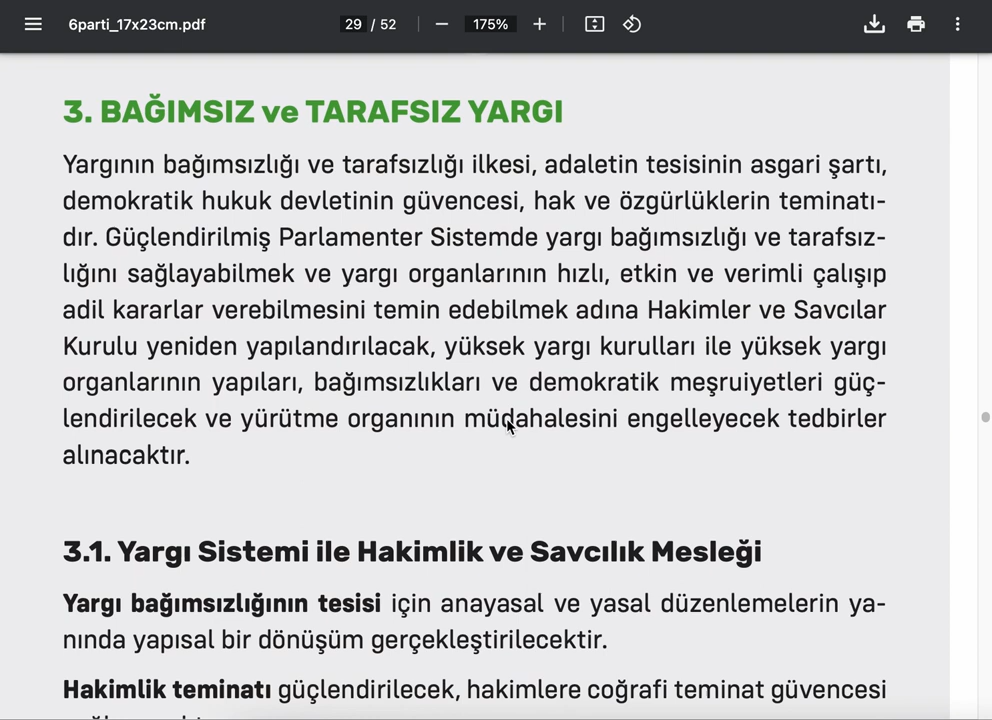 6parti_17x23cm.pdf 29 / 52 175%
3. BAĞIMSIZ ve TARAFSIZ YARGI
Yargının bağımsızlığı ve tarafsızlığı ilkesi, adaletin tesisinin asgari şartı,
demokratik hukuk devletinin güvencesi, hak ve özgürlüklerin teminatı-
dır. Güçlendirilmiş Parlamenter Sistemde yargı bağımsızlığı ve tarafsız-
lığını sağlayabilmek ve yargı organlarının hızlı, etkin ve verimli çalışıp
adil kararlar verebilmesini temin edebilmek adına Hakimler ve Savcılar
Kurulu yeniden yapılandırılacak, yüksek yargı kurulları ile yüksek yargı
organlarının yapıları, bağımsızlıkları ve demokratik meşruiyetleri güç-
lendirilecek ve yürütme organının müdahalesini engelleyecek tedbirler
alınacaktır.
3.1. Yargı Sistemi ile Hakimlik ve Savcılık Mesleği
Yargı bağımsızlığının tesisi için anayasal ve yasal düzenlemelerin ya-
nında yapısal bir dönüşüm gerçekleştirilecektir.
Hakimlik teminatı güçlendirilecek, hakimlere coğrafi teminat güvencesi